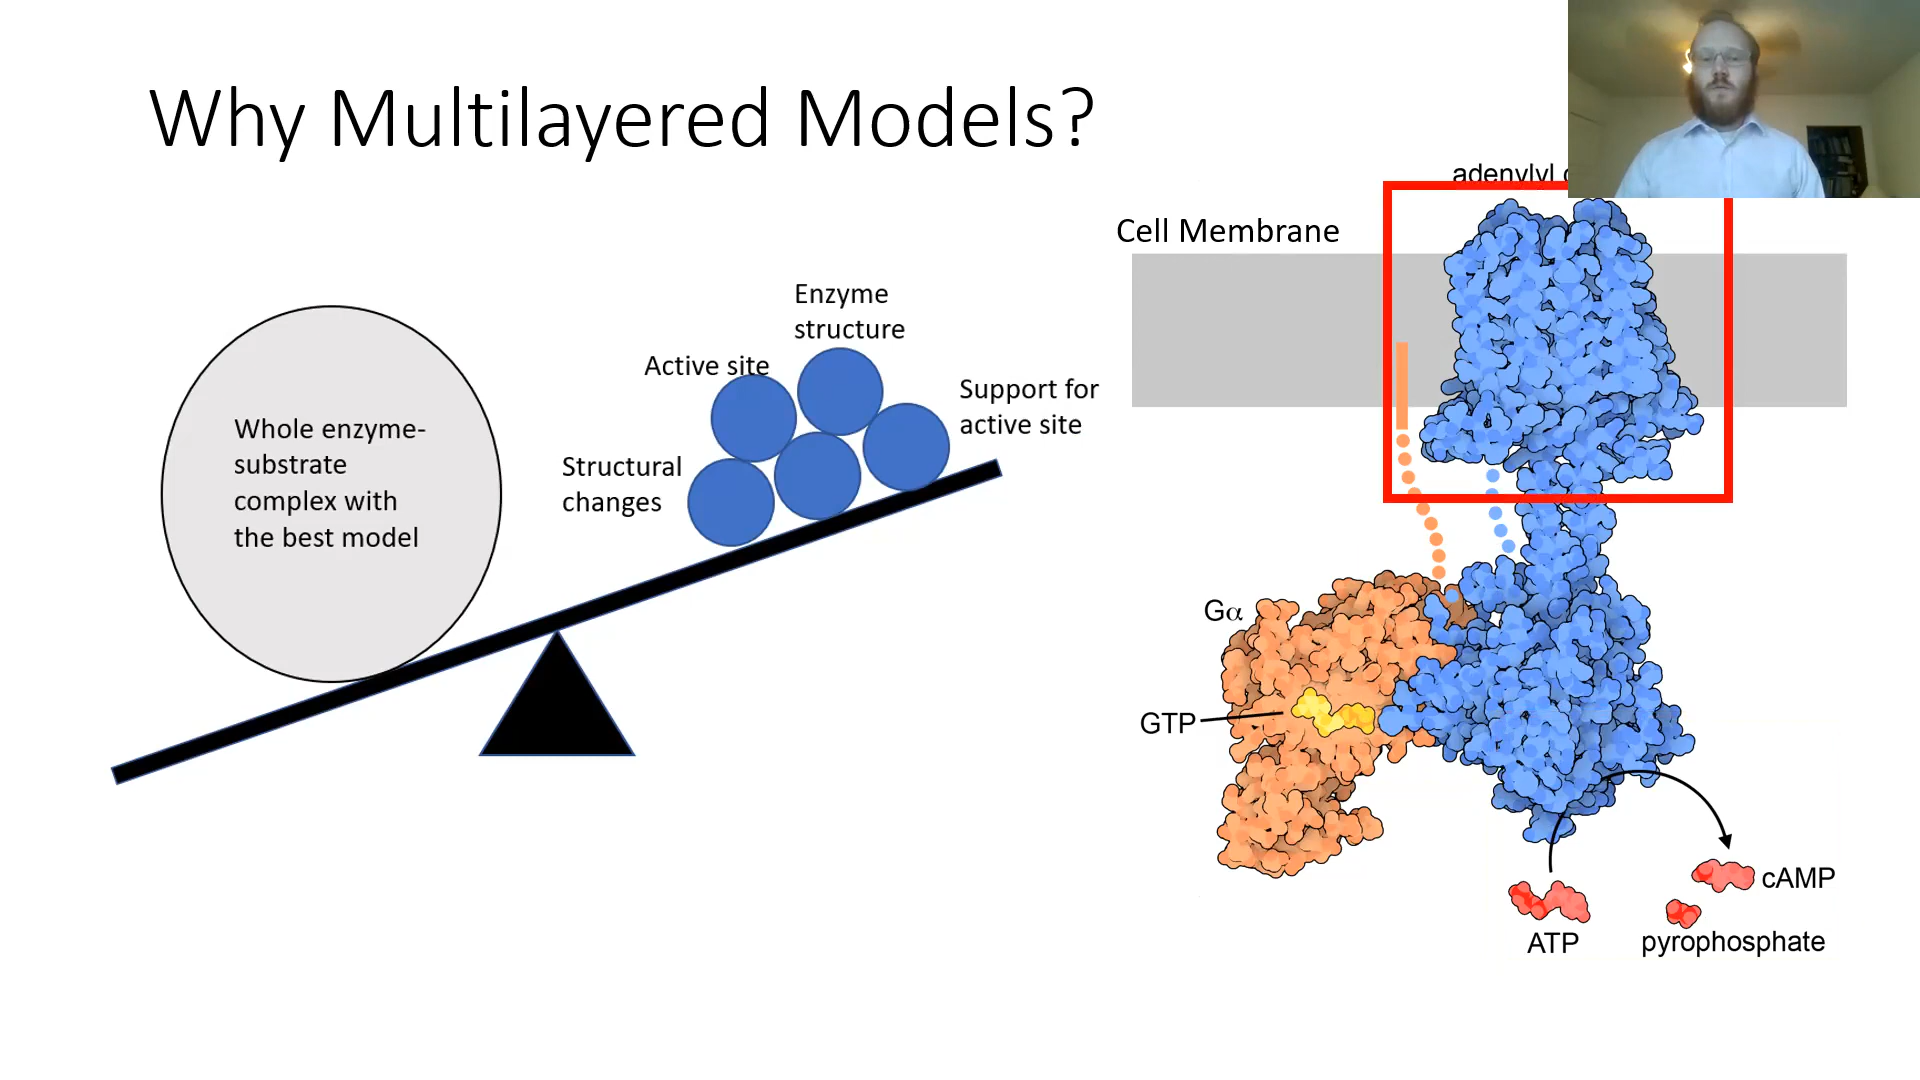 Why Multilayered Models?
adenylyl
Cell Membrane
Enzyme
structure
Active site
Support for
active site
Whole enzyme-
substrate
complex with
the best model
Structural
changes
Gα
GTP
cAMP
ATP
pyrophosphate